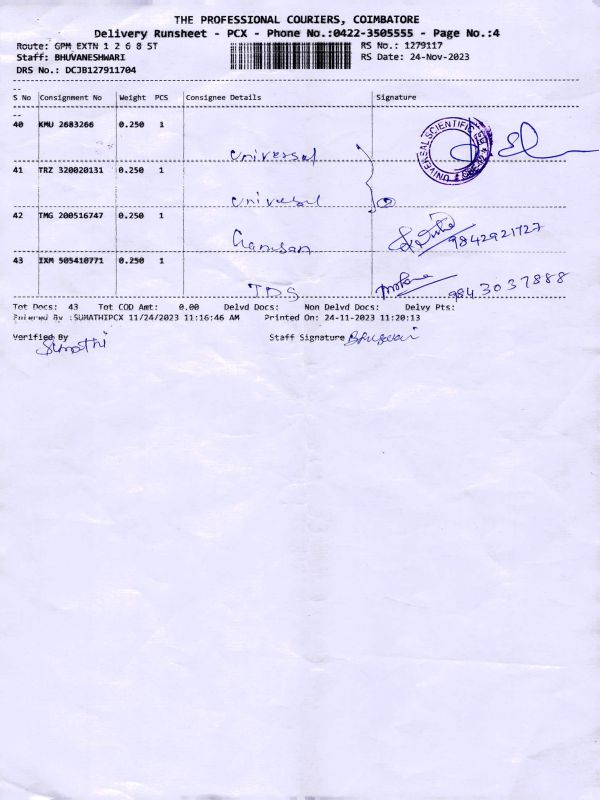 THE PROFESSIONAL COURIERS, COIMBATORE
Delivery Runsheet - PCX - Phone No.:0422-3505555 - Page No.:4
Route: GPM EXTN 1 2 6 8 ST RS No.: 1279117
Staff: BHUVANESHWARI RS Date: 24-Nov-2023
DRS No.: DCJB127911704
S No Consignment No Weight PCS Consignee Details Signature
40 KMU 2683266 0.250 1
universal UNIVERSAL SCIENTIFIC
41 TRZ 320020131 0.250 1
universal 2
42 TMG 200516747 0.250 1
9842921727
43 IXM 505410771 0.250 1
TDS 9843037888
Tot Docs: 43 Tot COD Amt: 0.00 Delvd Docs: Non Delvd Docs: Delvy Pts:
Entered By :SUMATHIPCX 11/24/2023 11:16:46 AM Printed On: 24-11-2023 11:20:13
Verified By Staff Signature
Sumathi